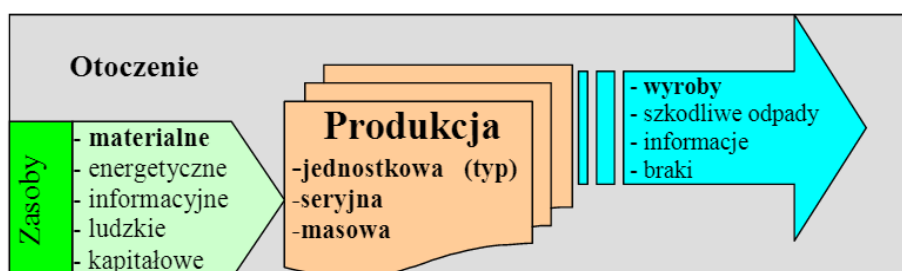 Otoczenie
Zasoby
- materialne
- energetyczne
- informacyjne
- ludzkie
- kapitałowe
Produkcja
-jednostkowa (typ)
-seryjna
-masowa
- wyroby
- szkodliwe odpady
- informacje
- braki